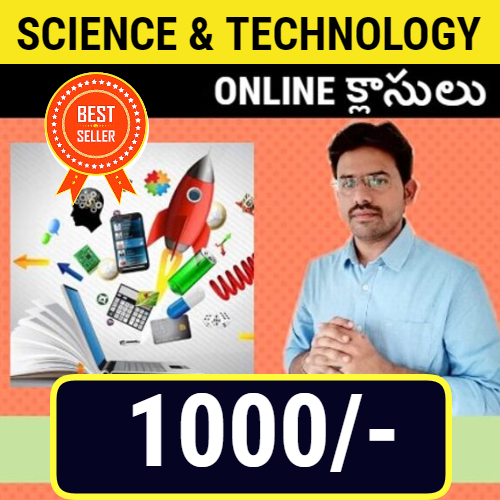 SCIENCE & TECHNOLOGY
ONLINE క్లాసులు
BEST
SELLER
1000/-